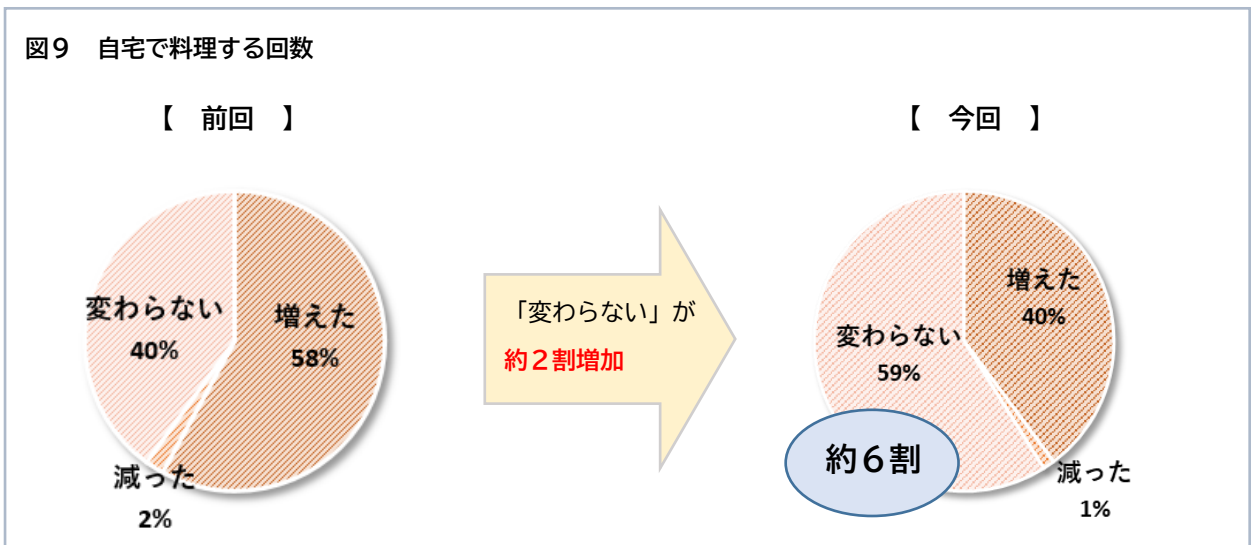 図9　自宅で料理する回数
【　前回　】
変わらない
40%
増えた
58%
減った
2%
「変わらない」が
約２割増加
【　今回　】
変わらない
59%
増えた
40%
減った
1%
約６割